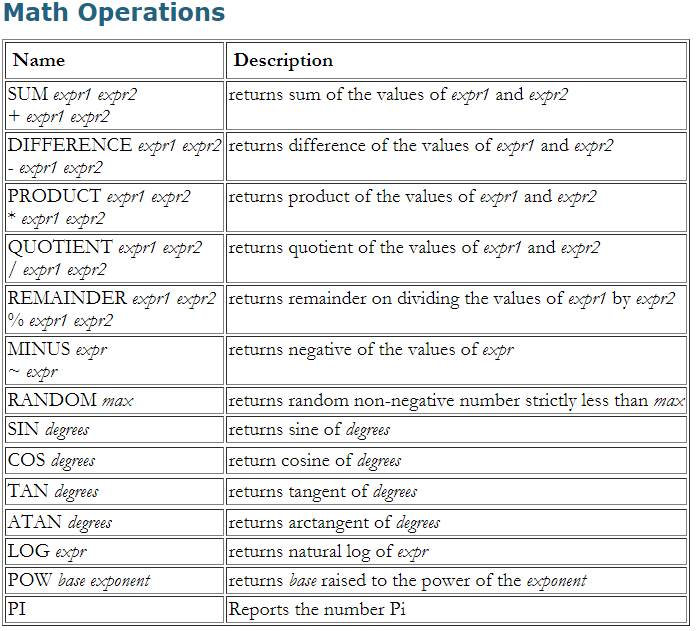 Math Operations
Name Description
SUM expr1 expr2 returns sum of the values of expr1 and expr2
+ expr1 expr2
DIFFERENCE expr1 expr2 returns difference of the values of expr1 and expr2
- expr1 expr2
PRODUCT expr1 expr2 returns product of the values of expr1 and expr2
* expr1 expr2
QUOTIENT expr1 expr2 returns quotient of the values of expr1 and expr2
/ expr1 expr2
REMAINDER expr1 expr2 returns remainder on dividing the values of expr1 by expr2
% expr1 expr2
MINUS expr returns negative of the values of expr
~ expr
RANDOM max returns random non-negative number strictly less than max
SIN degrees returns sine of degrees
COS degrees return cosine of degrees
TAN degrees returns tangent of degrees
ATAN degrees returns arctangent of degrees
LOG expr returns natural log of expr
POW base exponent returns base raised to the power of the exponent
PI Reports the number Pi